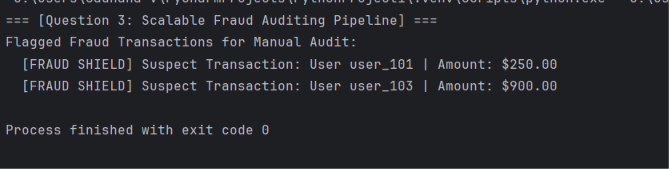 === [Question 3: Scalable Fraud Auditing Pipeline] ===
Flagged Fraud Transactions for Manual Audit:
[FRAUD SHIELD] Suspect Transaction: User user_101 | Amount: $250.00
[FRAUD SHIELD] Suspect Transaction: User user_103 | Amount: $900.00
Process finished with exit code 0